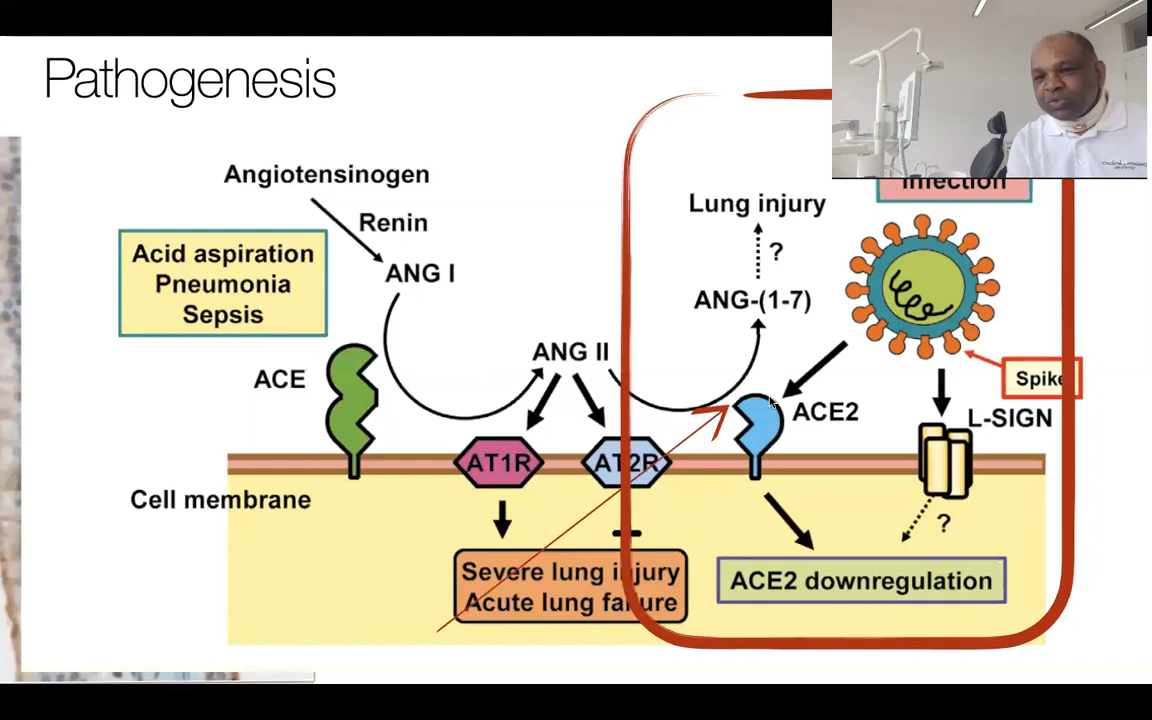 Pathogenesis
Angiotensinogen
Renin
ANG I
Acid aspiration
Pneumonia
Sepsis
ACE
ANG II
Lung injury
?
ANG-(1-7)
infection
Spike
ACE2
L-SIGN
AT1R
AT2R
Cell membrane
?
Severe lung injury
Acute lung failure
ACE2 downregulation